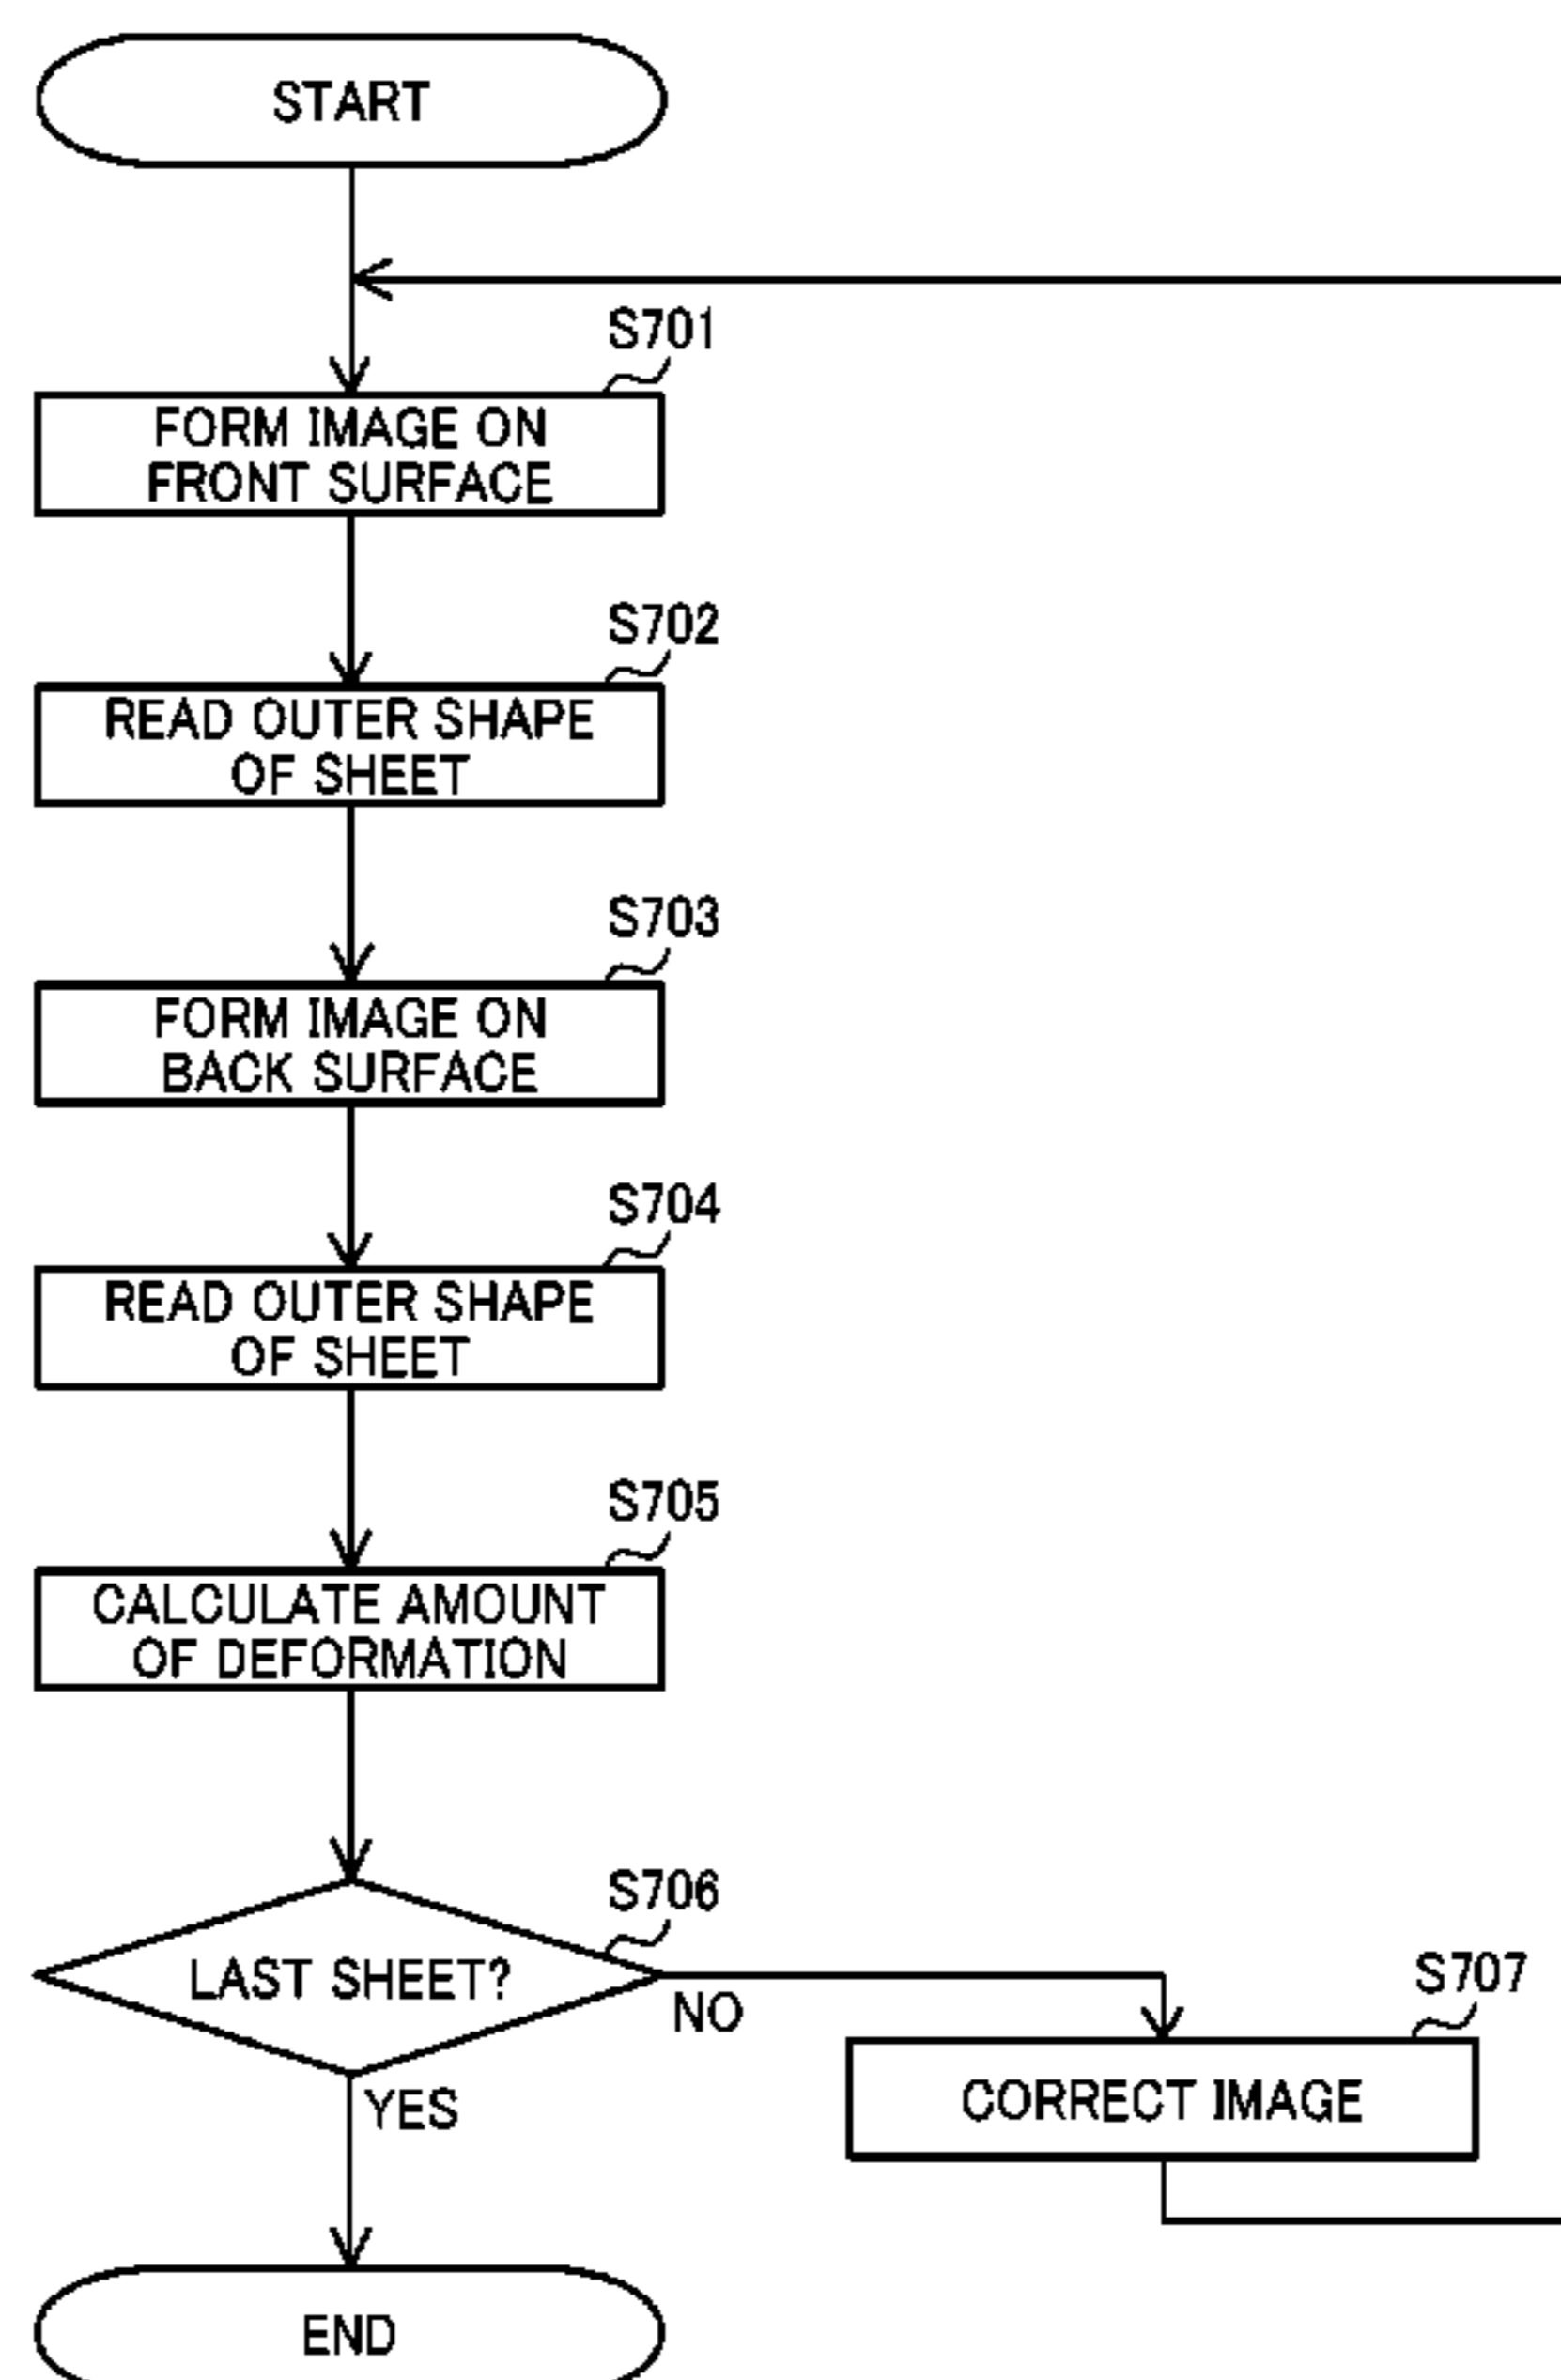 START
S701
FORM IMAGE ON
FRONT SURFACE
S702
READ OUTER SHAPE
OF SHEET
S703
FORM IMAGE ON
BACK SURFACE
S704
READ OUTER SHAPE
OF SHEET
S705
CALCULATE AMOUNT
OF DEFORMATION
S706
LAST SHEET?
NO
S707
CORRECT IMAGE
YES
END